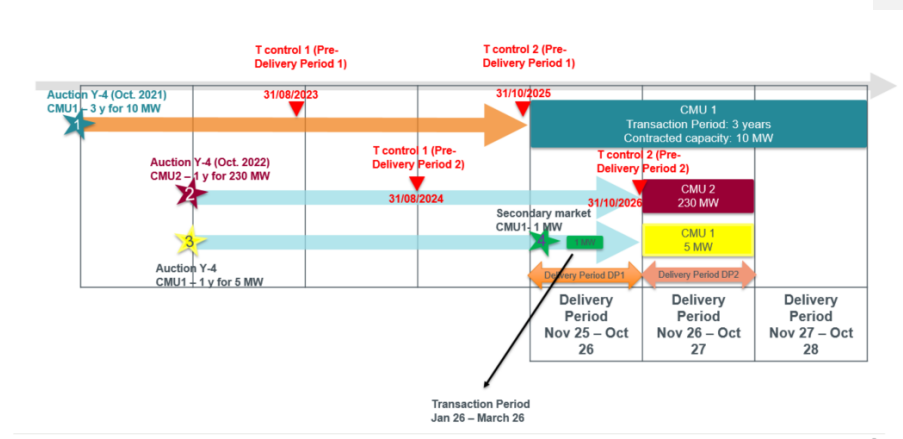 T control 1 (Pre-
Delivery Period 1)
T control 2 (Pre-
Delivery Period 1)
Auction Y-4 (Oct. 2021)
CMU1 – 3 y for 10 MW
31/08/2023
31/10/2025
1
CMU 1
Transaction Period: 3 years
Contracted capacity: 10 MW
Auction Y-4 (Oct. 2022)
CMU2 – 1 y for 230 MW
T control 1 (Pre-
Delivery Period 2)
T control 2 (Pre-
Delivery Period 2)
2
31/08/2024
31/10/2026
CMU 2
230 MW
Secondary market
CMU1- 1 MW
3
4
1 MW
CMU 1
5 MW
Auction Y-4
CMU1 – 1 y for 5 MW
Delivery Period DP1
Delivery Period DP2
Delivery
Period
Nov 25 – Oct
26
Delivery
Period
Nov 26 – Oct
27
Delivery
Period
Nov 27 – Oct
28
Transaction Period
Jan 26 – March 26